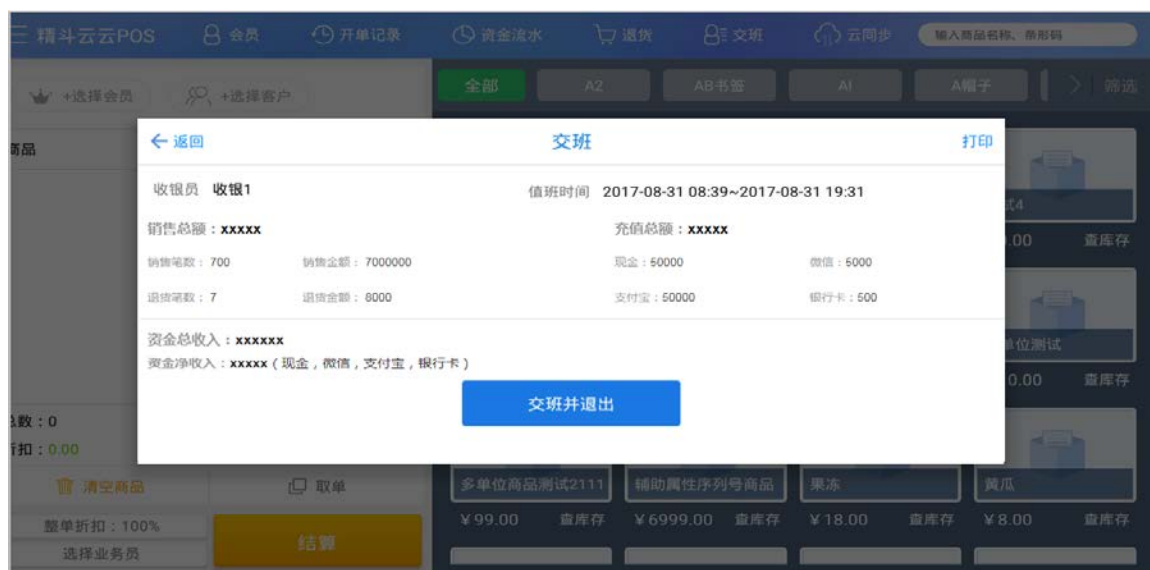 精斗云云POS 会员 开单记录 资金流水 退货 交班 云同步 输入商品名称、条形码
+选择会员 +选择客户 全部 A2 AB书签 AI A帽子 筛选
商品
返回 交班 打印
收银员 收银1 值班时间 2017-08-31 08:39~2017-08-31 19:31
销售总额：xxxxx 充值总额：xxxxx
销售笔数：700 销售金额：7000000 现金：50000 微信：5000
退货笔数：7 退货金额：8000 支付宝：50000 银行卡：500
资金总收入：xxxxxx
资金净收入：xxxxx（现金，微信，支付宝，银行卡）
交班并退出
试4
.00 查库存
单位测试
0.00 查库存
总数：0
折扣：0.00
清空商品 取单
多单位商品测试2111 辅助属性序列号商品 果冻 黄瓜
¥99.00 查库存 ¥6999.00 查库存 ¥18.00 查库存 ¥8.00 查库存
整单折扣：100%
选择业务员
结算